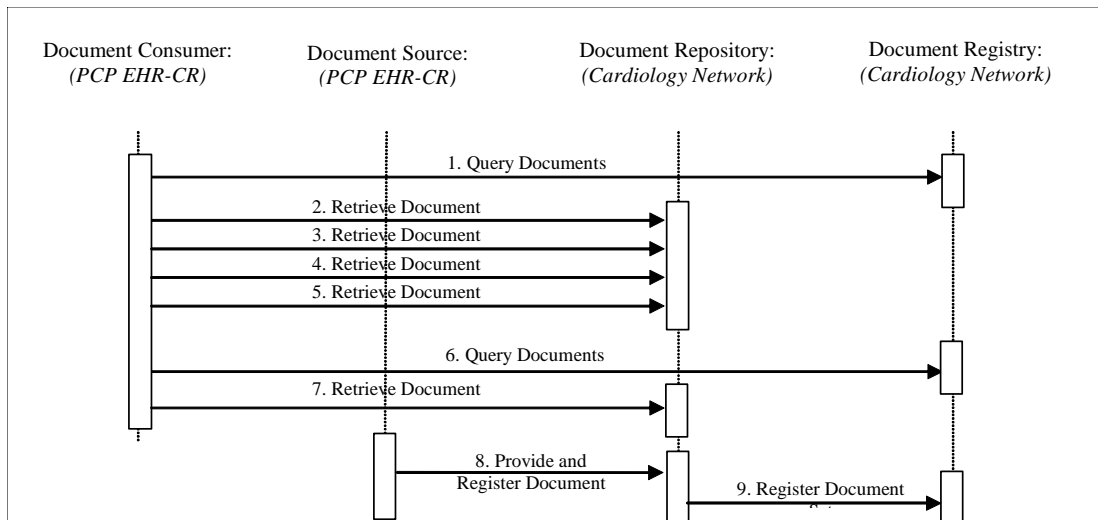 Document Consumer:
(PCP EHR-CR)
Document Source:
(PCP EHR-CR)
Document Repository:
(Cardiology Network)
Document Registry:
(Cardiology Network)
1. Query Documents
2. Retrieve Document
3. Retrieve Document
4. Retrieve Document
5. Retrieve Document
6. Query Documents
7. Retrieve Document
8. Provide and
Register Document
9. Register Document